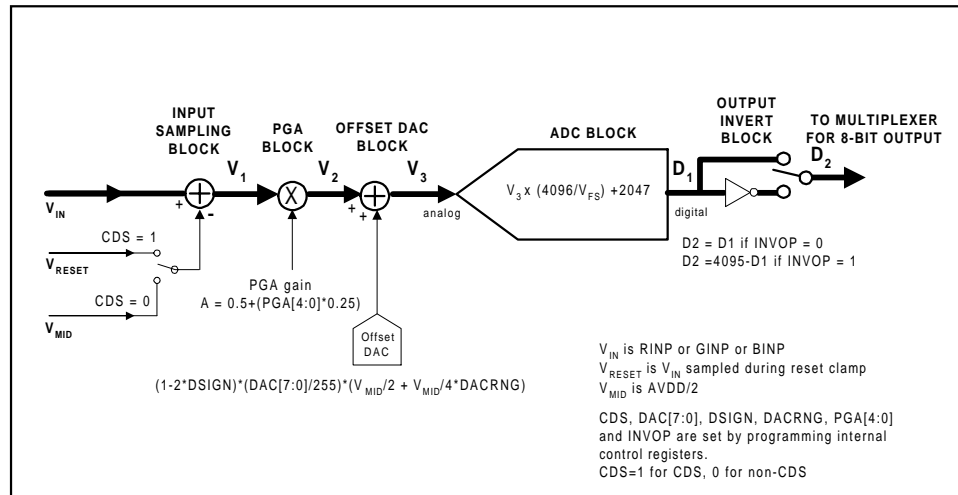 INPUT
SAMPLING
BLOCK
PGA
BLOCK
OFFSET DAC
BLOCK
ADC BLOCK
OUTPUT
INVERT
BLOCK
TO MULTIPLEXER
FOR 8-BIT OUTPUT
V1
V2
V3
D1
D2
VIN
+
-
X
+
+
analog
V3 x (4096/VFS) +2047
digital
CDS = 1
VRESET
CDS = 0
VMID
PGA gain
A = 0.5+(PGA[4:0]*0.25)
Offset
DAC
(1-2*DSIGN)*(DAC[7:0]/255)*(VMID/2 + VMID/4*DACRNG)
D2 = D1 if INVOP = 0
D2 =4095-D1 if INVOP = 1
VIN is RINP or GINP or BINP
VRESET is VIN sampled during reset clamp
VMID is AVDD/2
CDS, DAC[7:0], DSIGN, DACRNG, PGA[4:0]
and INVOP are set by programming internal
control registers.
CDS=1 for CDS, 0 for non-CDS